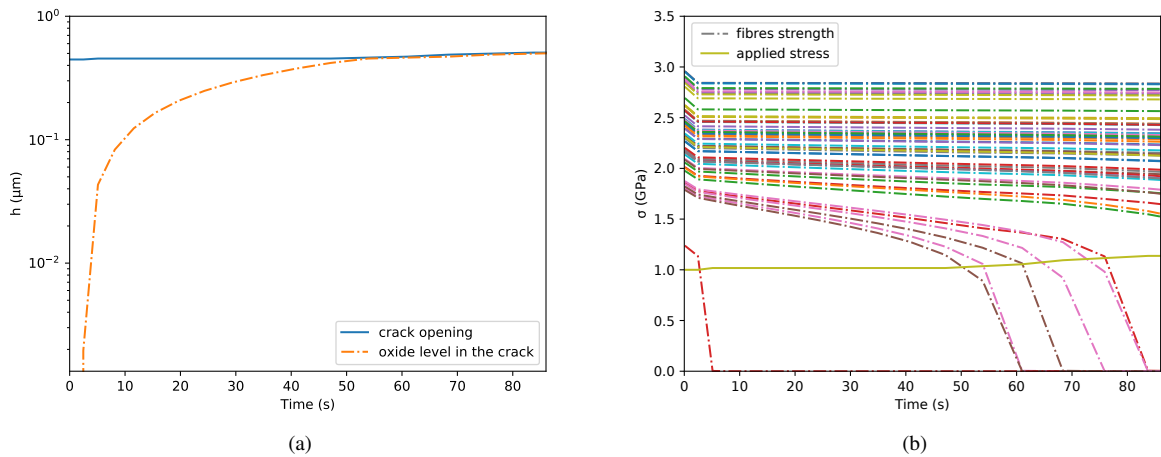 10⁰
10⁻¹
10⁻²
h (μm)
crack opening
oxide level in the crack
0 10 20 30 40 50 60 70 80
Time (s)
(a)
3.5
3.0
2.5
2.0
1.5
1.0
0.5
0.0
σ (GPa)
fibres strength
applied stress
0 10 20 30 40 50 60 70 80
Time (s)
(b)